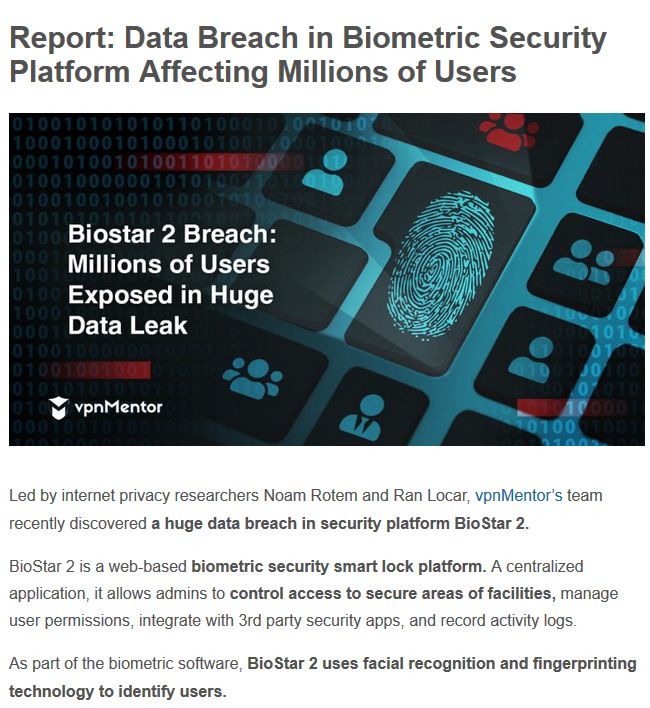 Report: Data Breach in Biometric Security
Platform Affecting Millions of Users
Biostar 2 Breach:
Millions of Users
Exposed in Huge
Data Leak
vpnMentor
Led by internet privacy researchers Noam Rotem and Ran Locar, vpnMentor's team
recently discovered a huge data breach in security platform BioStar 2.
BioStar 2 is a web-based biometric security smart lock platform. A centralized
application, it allows admins to control access to secure areas of facilities, manage
user permissions, integrate with 3rd party security apps, and record activity logs.
As part of the biometric software, BioStar 2 uses facial recognition and fingerprinting
technology to identify users.